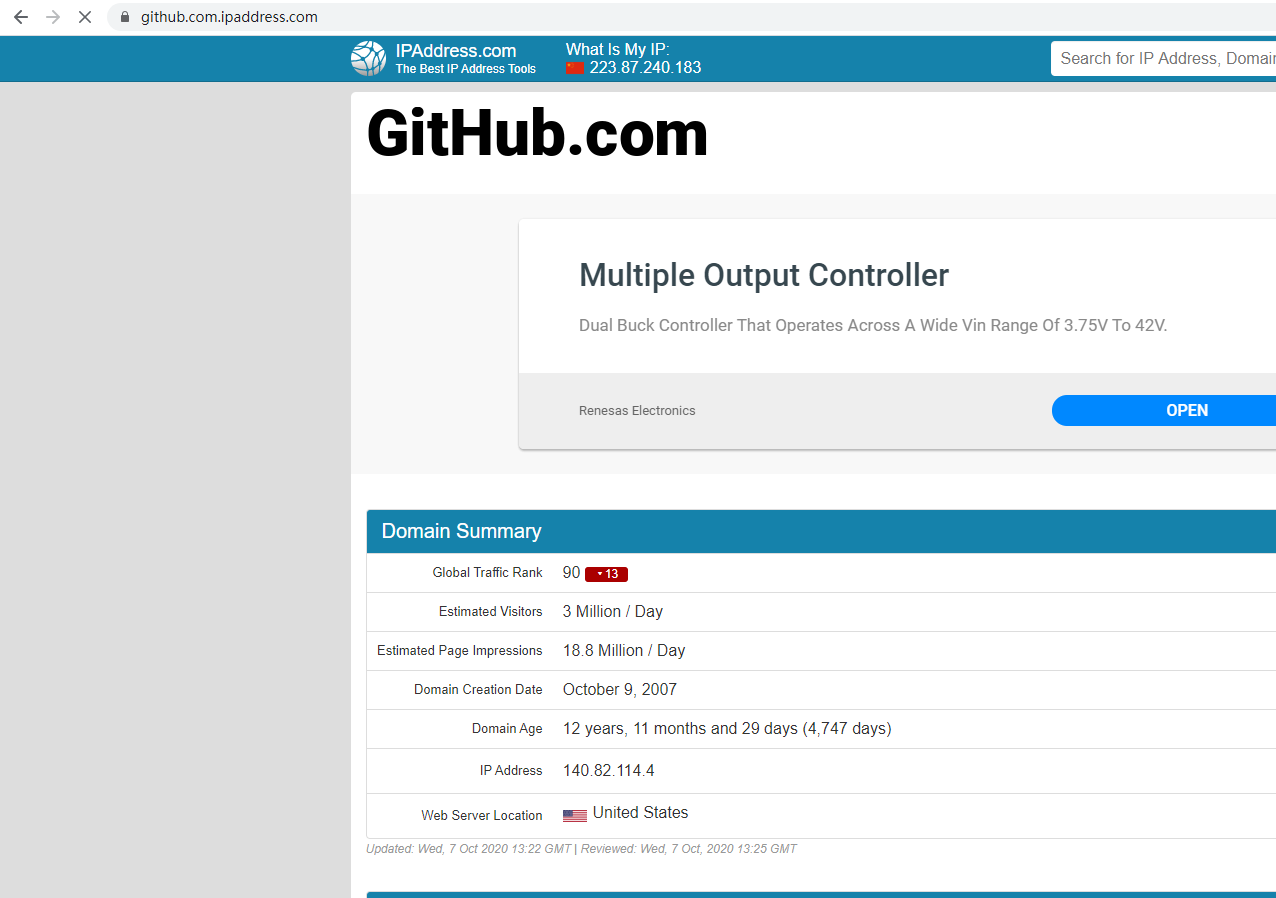 github.com.ipaddress.com
IPAddress.com
The Best IP Address Tools
What Is My IP:
223.87.240.183
Search for IP Address, Domain
GitHub.com
Multiple Output Controller
Dual Buck Controller That Operates Across A Wide Vin Range Of 3.75V To 42V.
Renesas Electronics
OPEN
Domain Summary
Global Traffic Rank 90 13
Estimated Visitors 3 Million / Day
Estimated Page Impressions 18.8 Million / Day
Domain Creation Date October 9, 2007
Domain Age 12 years, 11 months and 29 days (4,747 days)
IP Address 140.82.114.4
Web Server Location United States
Updated: Wed, 7 Oct 2020 13:22 GMT | Reviewed: Wed, 7 Oct, 2020 13:25 GMT